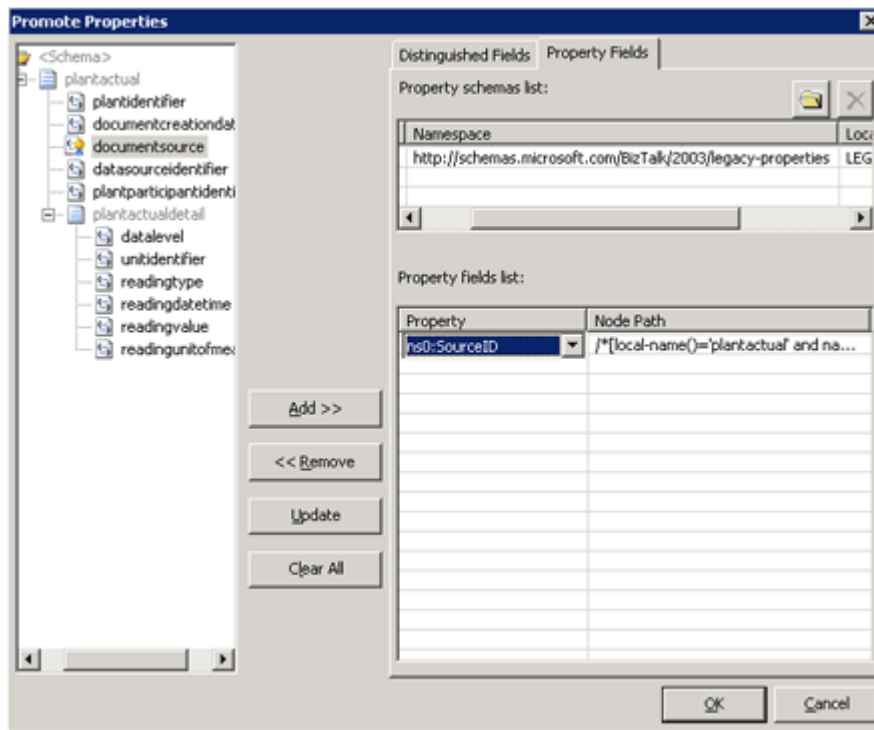 Promote Properties
<Schema>
plantactual
plantidentifier
documentcreationdat
documentsource
datasourceidentifier
plantparticipantidenti
plantactualdetail
datalevel
unitidentifier
readingtype
readingdatetime
readingvalue
readingunitofmea
Add >>
<< Remove
Update
Clear All
Distinguished Fields Property Fields
Property schemas list:
Namespace Loca
http://schemas.microsoft.com/BizTalk/2003/legacy-properties LEG
Property fields list:
Property Node Path
ns0:SourceID /*[local-name()='plantactual' and na...
OK Cancel